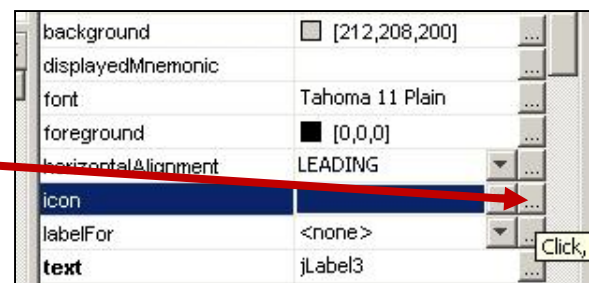 background [212,208,200] ...
displayedMnemonic ...
font Tahoma 11 Plain ...
foreground [0,0,0] ...
horizontalAlignment LEADING ...
icon ...
labelFor <none> ...
Click,
text jLabel3 ...